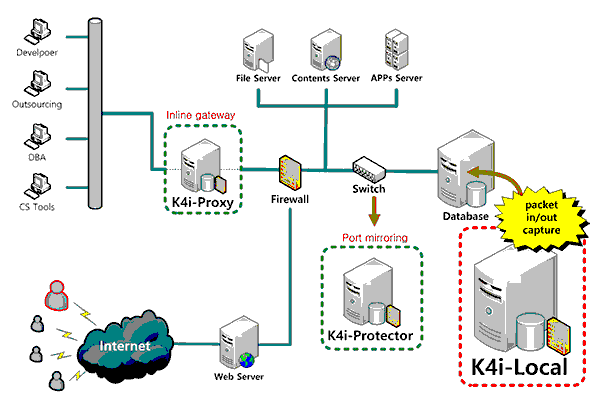 Develpoer
Outsourcing
DBA
CS Tools
File Server
Contents Server
APPs Server
Inline gateway
K4i-Proxy
Firewall
Switch
Database
packet
in/out
capture
Port mirroring
K4i-Protector
K4i-Local
Internet
Web Server